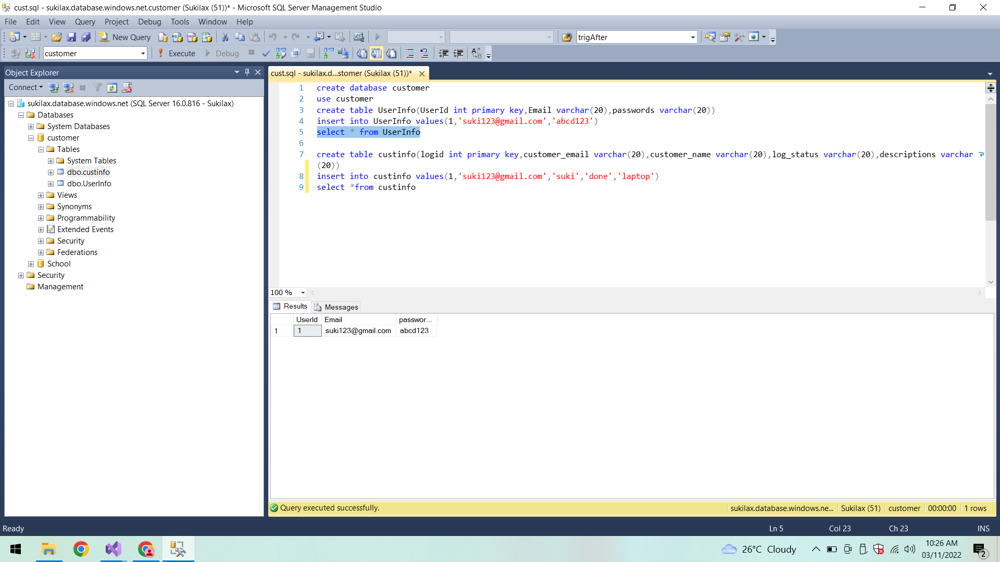 cust.sql - sukilax.database.windows.net.customer (Sukilax (51))* - Microsoft SQL Server Management Studio
File Edit View Query Project Debug Tools Window Help
New Query trigAfter
customer Execute Debug
Object Explorer
Connect
sukilax.database.windows.net (SQL Server 16.0.816 - Sukilax)
Databases
System Databases
customer
Tables
System Tables
dbo.custinfo
dbo.UserInfo
Views
Synonyms
Programmability
Extended Events
Security
Federations
School
Security
Management
cust.sql - sukilax.d...stomer (Sukilax (51))*
1 create database customer
2 use customer
3 create table UserInfo(UserId int primary key,Email varchar(20),passwords varchar(20))
4 insert into UserInfo values(1,'suki123@gmail.com','abcd123')
5 select * from UserInfo
6
7 create table custinfo(logid int primary key,customer_email varchar(20),customer_name varchar(20),log_status varchar(20),descriptions varchar
(20))
8 insert into custinfo values(1,'suki123@gmail.com','suki','done','laptop')
9 select *from custinfo
100 %
Results Messages
UserId Email passwor...
1 1 suki123@gmail.com abcd123
Query executed successfully. sukilax.database.windows.ne... Sukilax (51) customer 00:00:00 1 rows
Ready Ln 5 Col 23 Ch 23 INS
26°C Cloudy 10:26 AM
03/11/2022 2